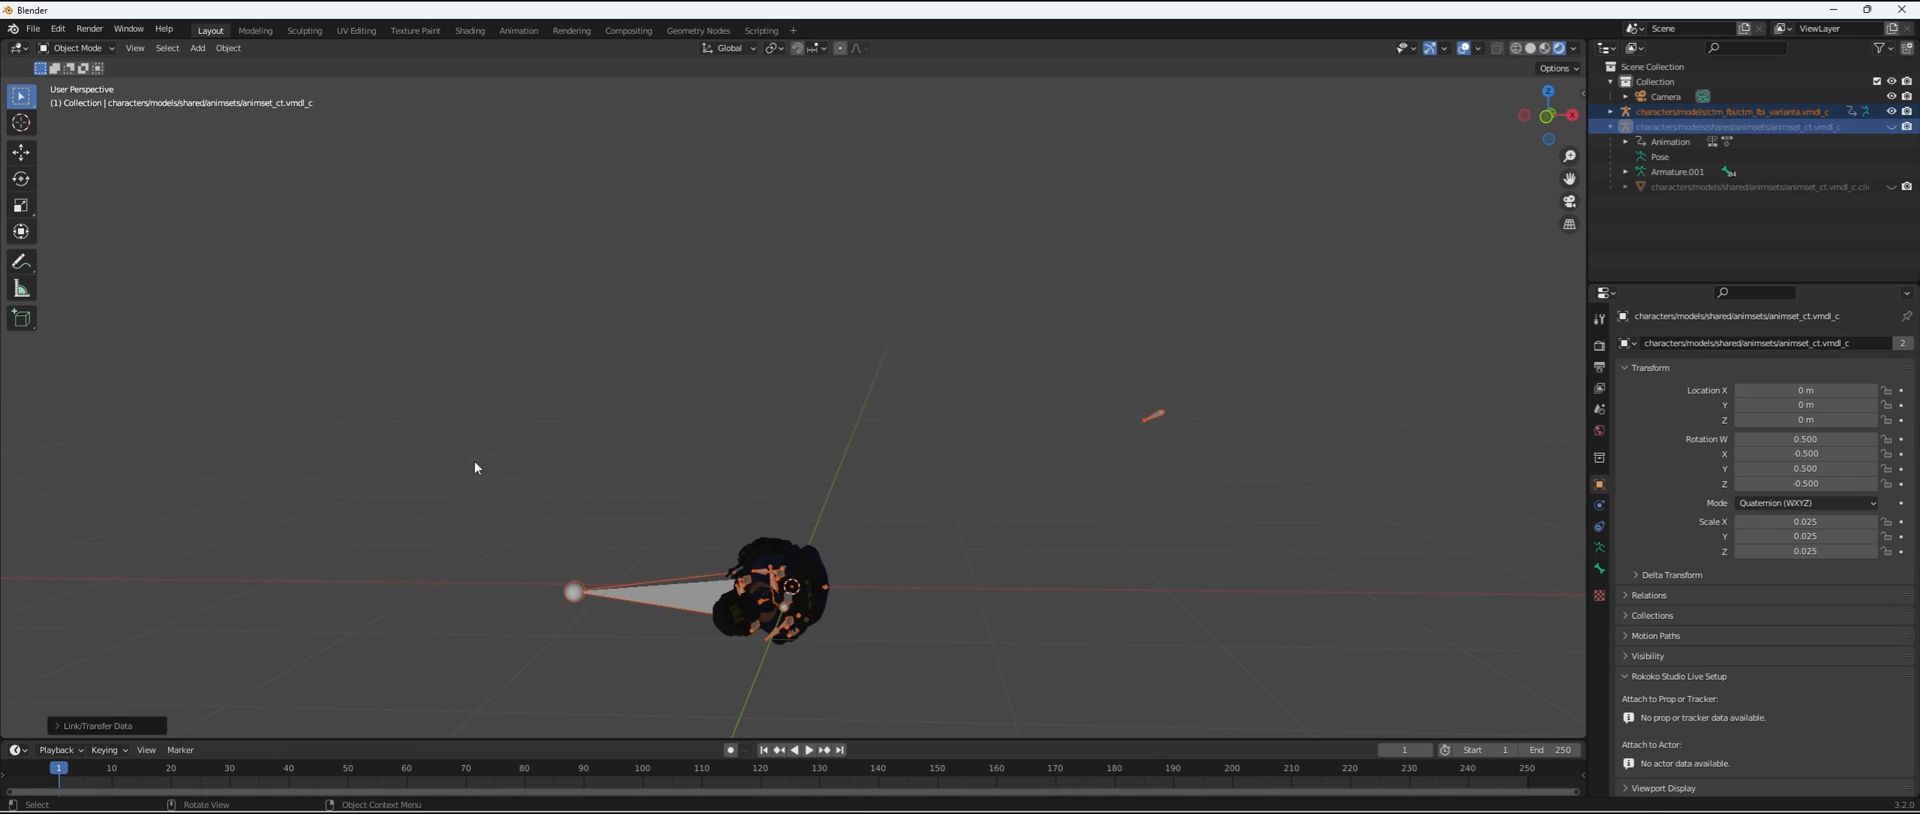 Blender
File Edit Render Window Help Layout Modeling Sculpting UV Editing Texture Paint Shading Animation Rendering Compositing Geometry Nodes Scripting + Scene ViewLayer
Object Mode View Select Add Object Global
Options
User Perspective
(1) Collection | characters/models/shared/animsets/animset_ct.vmdl_c
Z
X
Scene Collection
Collection
Camera
characters/models/ctm_fbi/ctm_fbi_varianta.vmdl_c
characters/models/shared/animsets/animset_ct.vmdl_c
Animation
Pose
Armature.001 84
characters/models/shared/animsets/animset_ct.vmdl_c.cli
characters/models/shared/animsets/animset_ct.vmdl_c
characters/models/shared/animsets/animset_ct.vmdl_c 2
Transform
Location X 0 m
Y 0 m
Z 0 m
Rotation W 0.500
X -0.500
Y 0.500
Z -0.500
Mode Quaternion (WXYZ)
Scale X 0.025
Y 0.025
Z 0.025
Delta Transform
Relations
Collections
Motion Paths
Visibility
Rokoko Studio Live Setup
Attach to Prop or Tracker:
No prop or tracker data available.
Attach to Actor:
No actor data available.
Viewport Display
Link/Transfer Data
Playback Keying View Marker 1 Start 1 End 250
1 10 20 30 40 50 60 70 80 90 100 110 120 130 140 150 160 170 180 190 200 210 220 230 240 250
Select Rotate View Object Context Menu 3.2.0